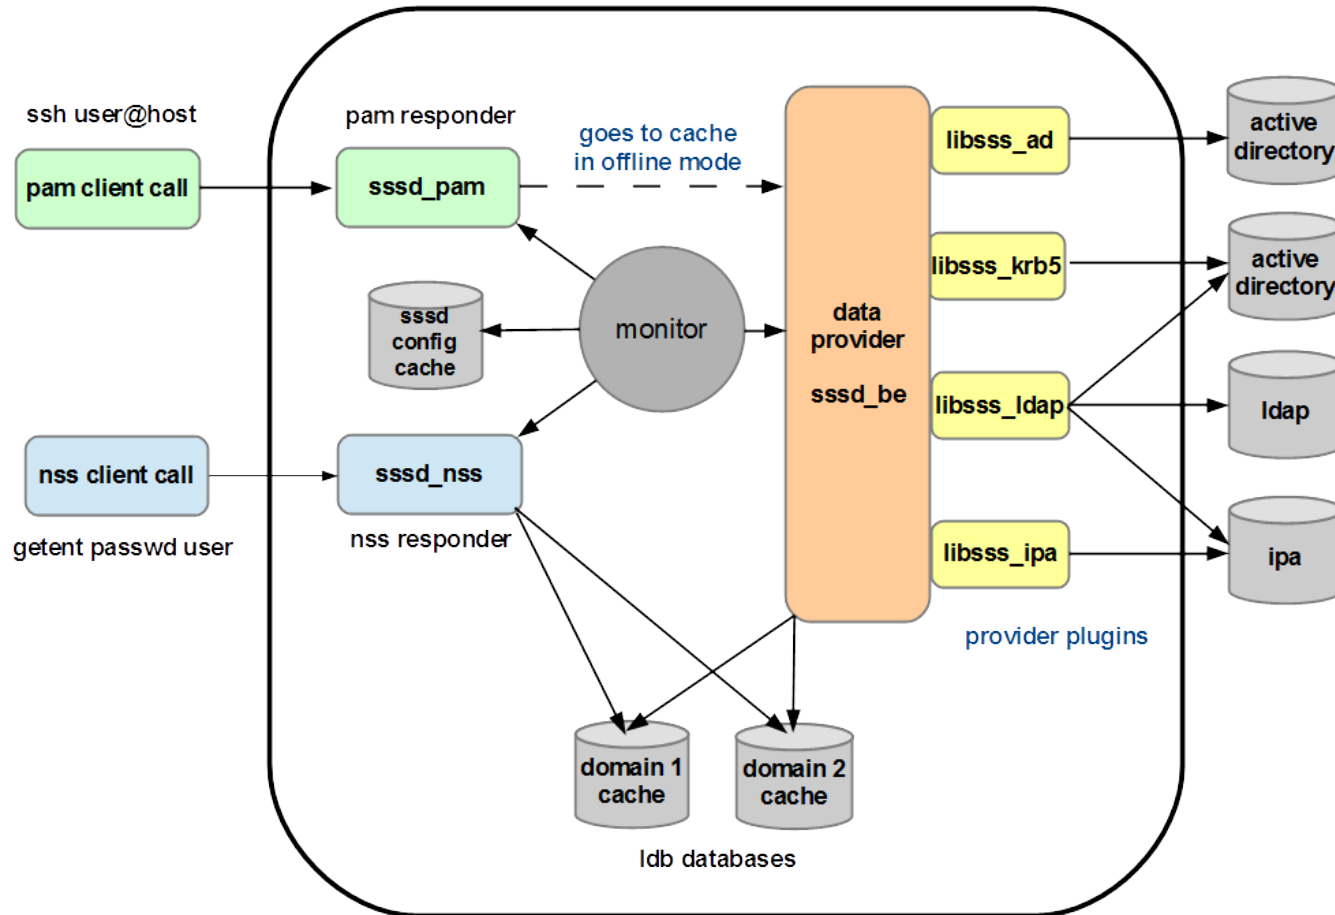 ssh user@host
pam client call
pam responder
sssd_pam
goes to cache
in offline mode
sssd
config
cache
monitor
nss client call
getent passwd user
sssd_nss
nss responder
data
provider
sssd_be
libsss_ad
libsss_krb5
libsss_ldap
libsss_ipa
provider plugins
active
directory
active
directory
ldap
ipa
domain 1
cache
domain 2
cache
ldb databases